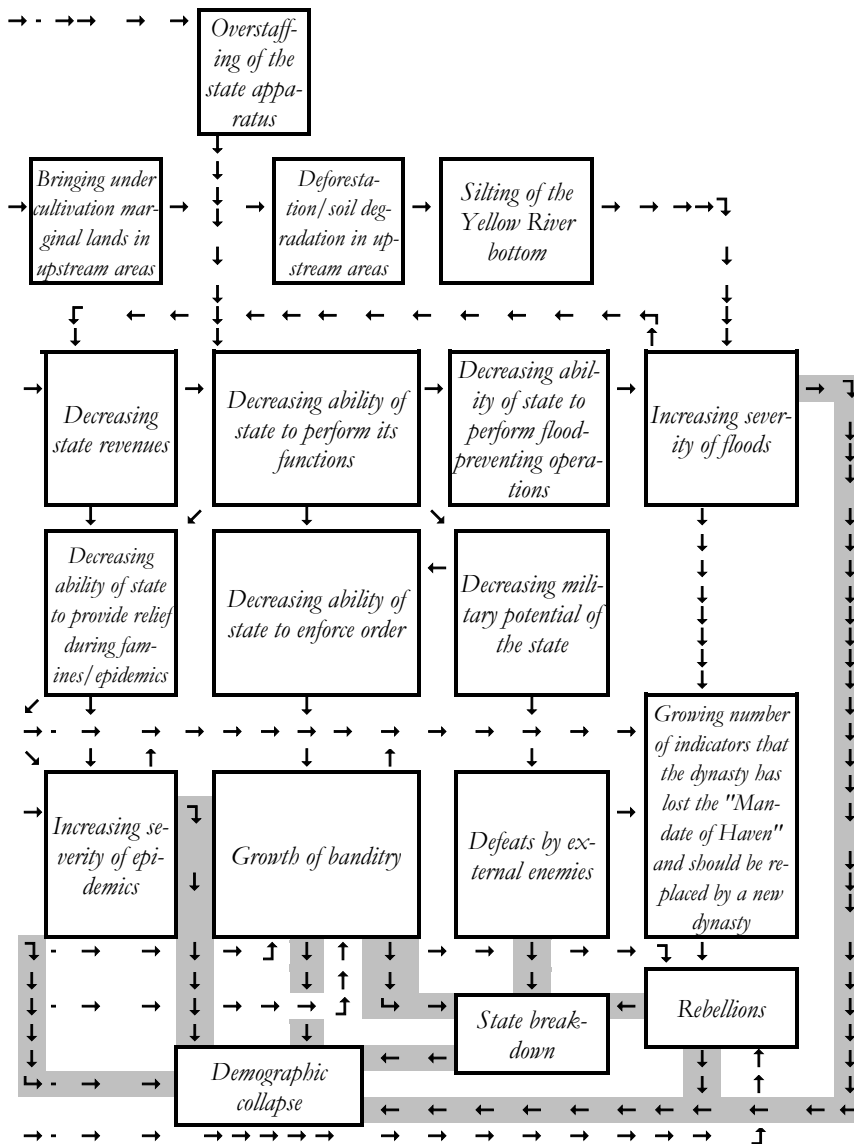 Overstaff-
ing of the
state appa-
ratus
Bringing under
cultivation mar-
ginal lands in
upstream areas
Deforesta-
tion/soil deg-
radation in up-
stream areas
Silting of the
Yellow River
bottom
Decreasing
state revenues
Decreasing ability of
state to perform its
functions
Decreasing abil-
ity of state to
perform flood-
preventing opera-
tions
Increasing sever-
ity of floods
Decreasing
ability of state
to provide relief
during fam-
ines/epidemics
Decreasing ability of
state to enforce order
Decreasing mili-
tary potential of
the state
Growing number
of indicators that
the dynasty has
lost the "Man-
date of Haven"
and should be re-
placed by a new
dynasty
Increasing se-
verity of epi-
demics
Growth of banditry
Defeats by ex-
ternal enemies
State break-
down
Rebellions
Demographic
collapse